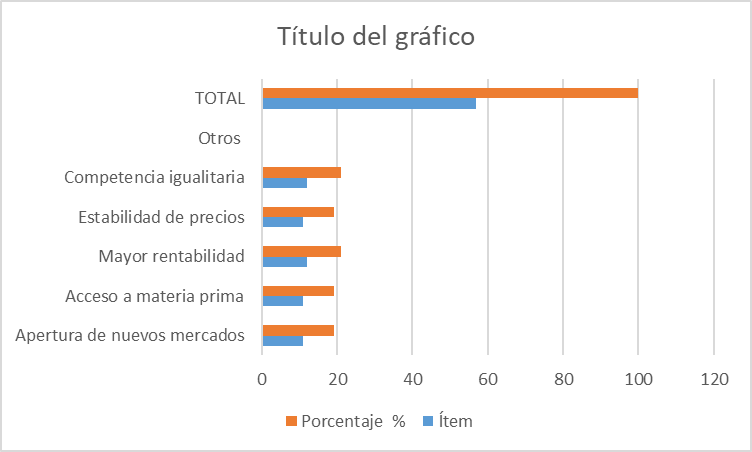 Título del gráfico
TOTAL
Otros
Competencia igualitaria
Estabilidad de precios
Mayor rentabilidad
Acceso a materia prima
Apertura de nuevos mercados
0 20 40 60 80 100 120
Porcentaje % Ítem